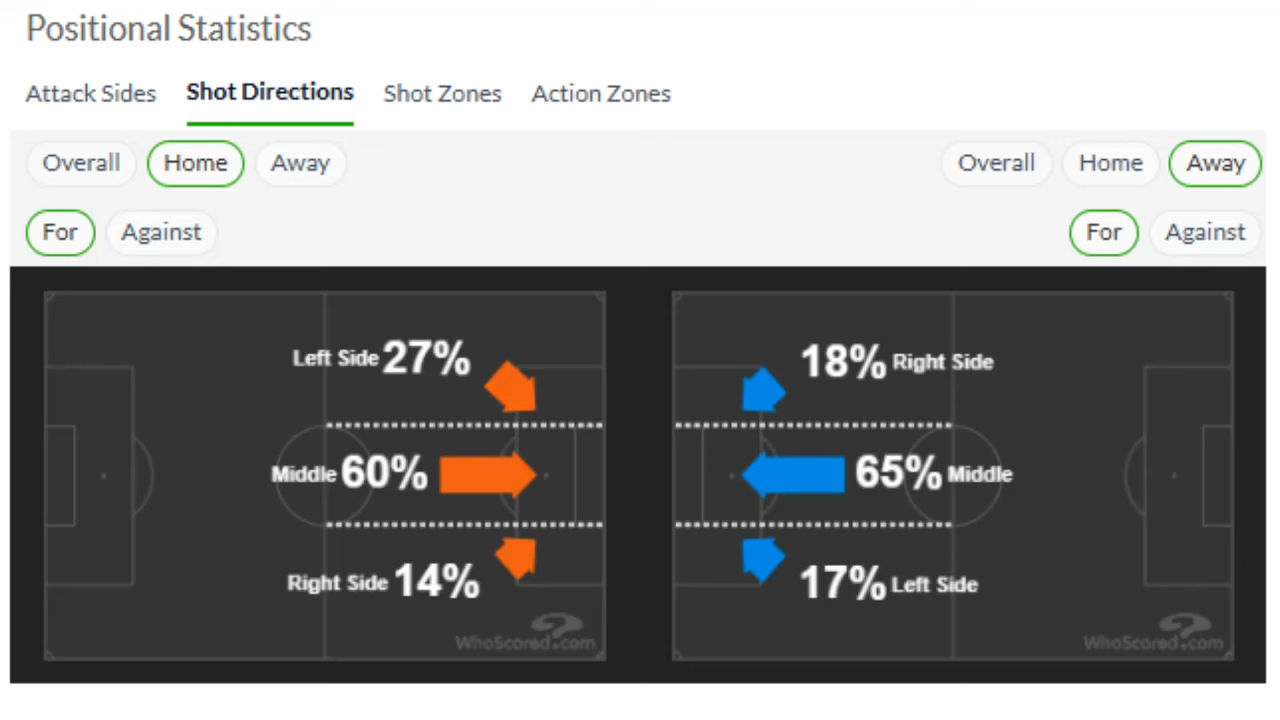 Positional Statistics
Attack Sides Shot Directions Shot Zones Action Zones
Overall Home Away Overall Home Away
For Against For Against
Left Side 27% 18% Right Side
Middle 60% 65% Middle
Right Side 14% 17% Left Side
WhoScored.com WhoScored.com